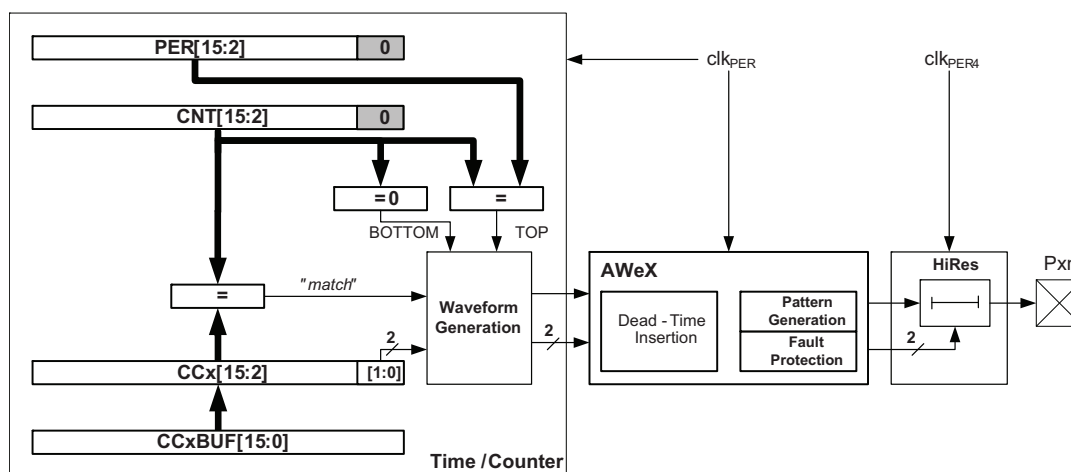 PER[15:2] 0
clkPER
clkPER4
CNT[15:2] 0
= 0
=
BOTTOM
TOP
"match"
=
Waveform
Generation
2
2
CCx[15:2] [1:0]
CCxBUF[15:0]
Time /Counter
AWeX
Dead - Time
Insertion
Pattern
Generation
Fault
Protection
2
HiRes
Pxn